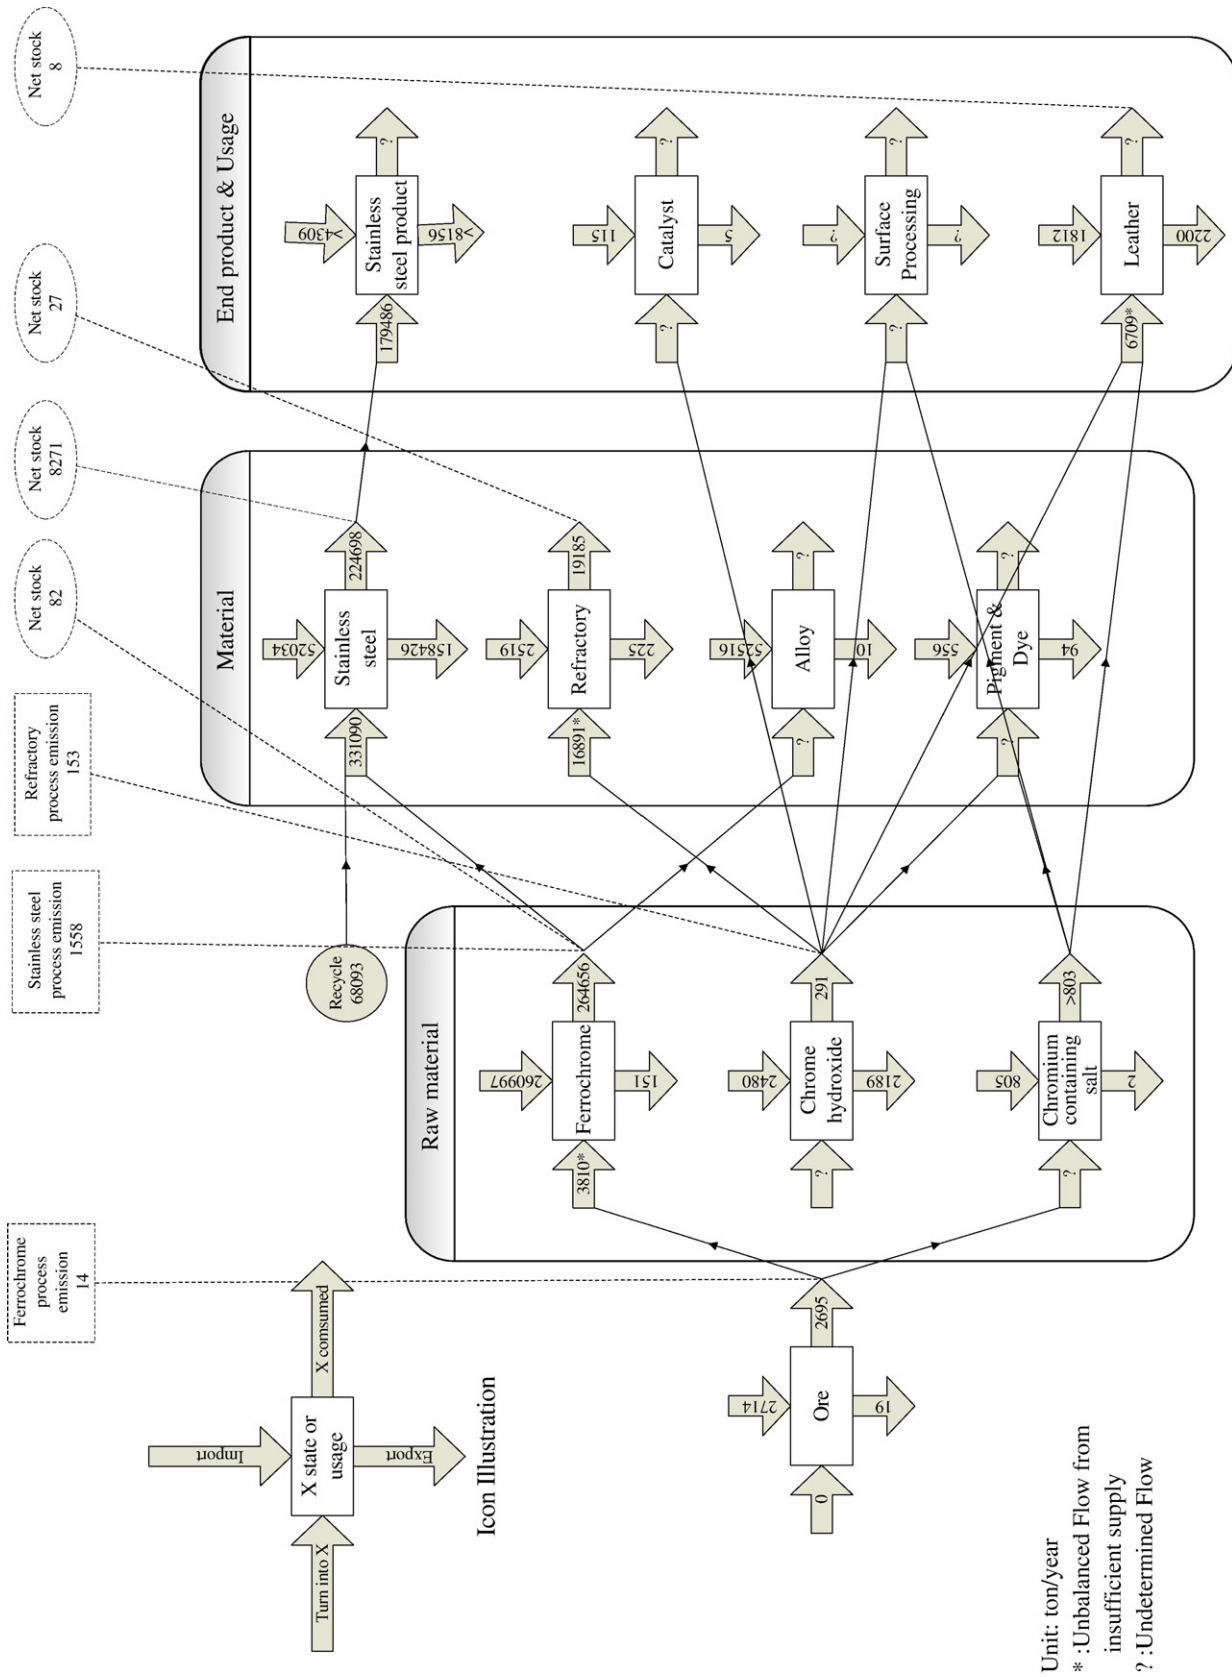 Ferrochrome
process
emission
14
Stainless steel
process emission
1558
Refractory
process emission
153
Net stock
82
Net stock
8271
Net stock
27
Net stock
8
Import
Turn into X
X state or
usage
X comsumed
Export
Icon Illustration
2714
0
Ore
2695
19
Raw material
260997
3810*
Ferrochrome
264656
151
2480
?
Chrome
hydroxide
291
2189
805
?
Chromium
containing
salt
>803
2
Recycle
68093
Material
52034
331090
Stainless
steel
224698
158426
2519
16891*
Refractory
19185
225
52516
?
Alloy
?
10
556
?
Pigment &
Dye
?
94
End product & Usage
>4309
179486
Stainless
steel product
?
>8156
115
?
Catalyst
?
5
?
?
Surface
Processing
?
?
1812
6709*
Leather
?
2200
Unit: ton/year
* :Unbalanced Flow from
insufficient supply
? :Undetermined Flow